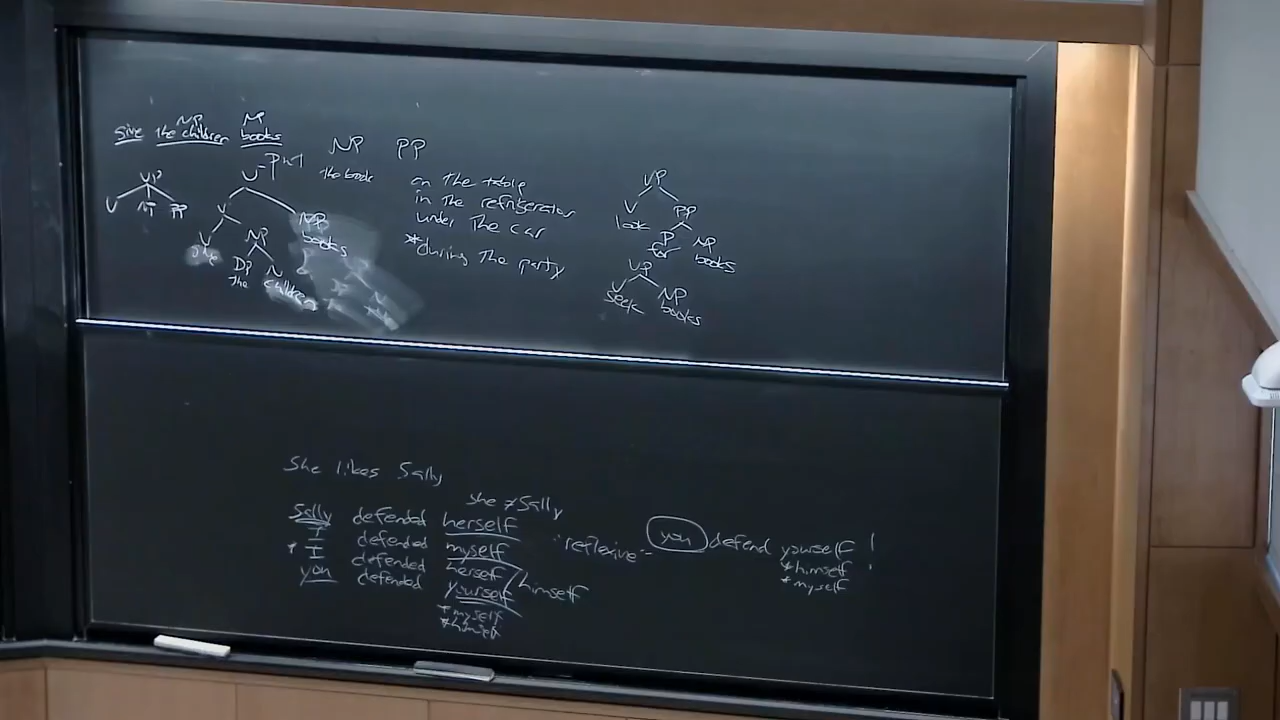 NP NP
give the children books
NP PP
the book
on the table
in the refrigerator
under the car
*during the party
VP
V NP PP
V
V NP
give books
DP N
the children
VP
V PP
look
P NP
for books
VP
V NP
seek books
She likes Sally
she ≠ Sally
Sally defended herself
I defended myself
* I defended herself/himself
you defended yourself
*myself
*himself
"reflexive"
you defend yourself !
*himself
*myself